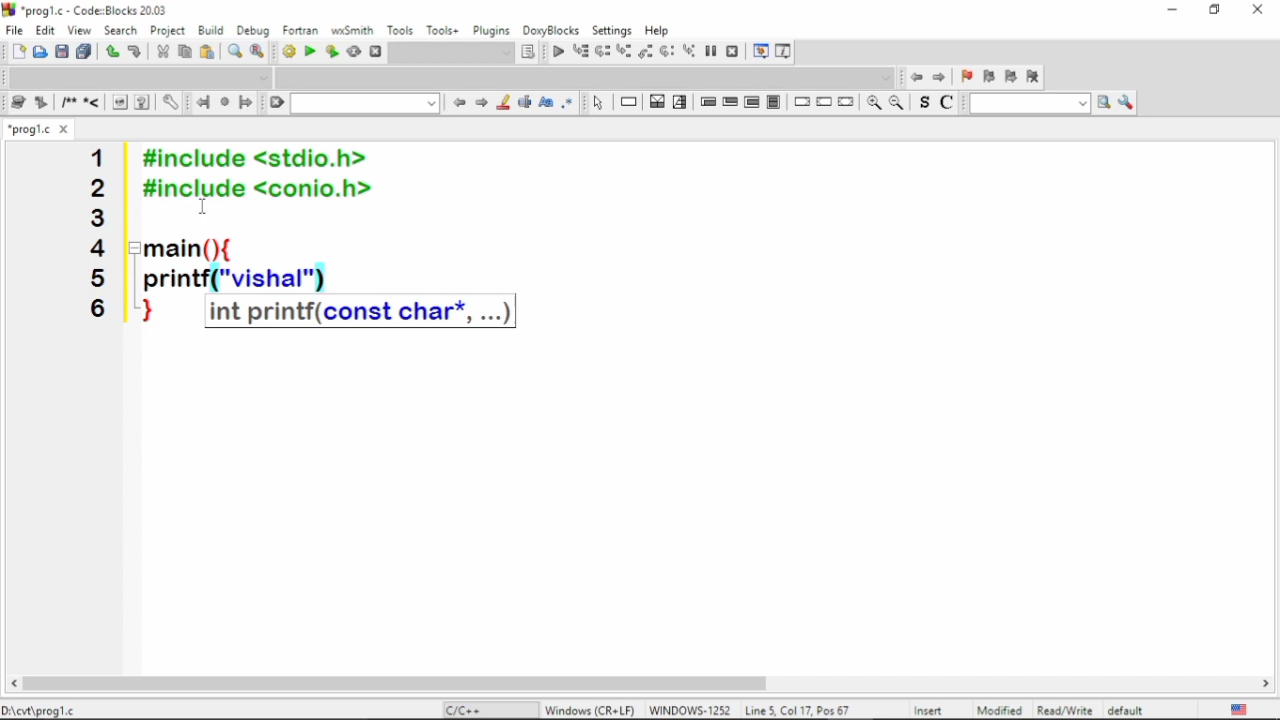 *prog1.c - Code::Blocks 20.03
File Edit View Search Project Build Debug Fortran wxSmith Tools Tools+ Plugins DoxyBlocks Settings Help
/** *<
S C
*prog1.c
1 #include <stdio.h>
2 #include <conio.h>
3
4 main(){
5 printf("vishal")
6 }
int printf(const char*, ...)
D:\cvt\prog1.c C/C++ Windows (CR+LF) WINDOWS-1252 Line 5, Col 17, Pos 67 Insert Modified Read/Write default